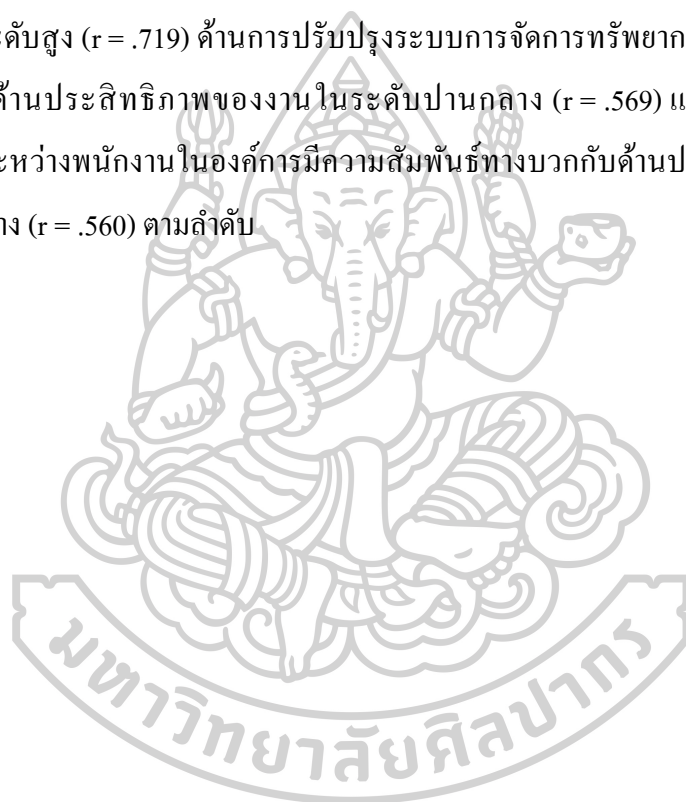 ะดับสูง (r = .719) ด้านการปรับปรุงระบบการจัดการทรัพยาก
ด้านประสิทธิภาพของงานในระดับปานกลาง (r = .569) แ
ะหว่างพนักงานในองค์การมีความสัมพันธ์ทางบวกกับด้านป
าง (r = .560) ตามลำดับ
มหาวิทยาลัยศิลปากร